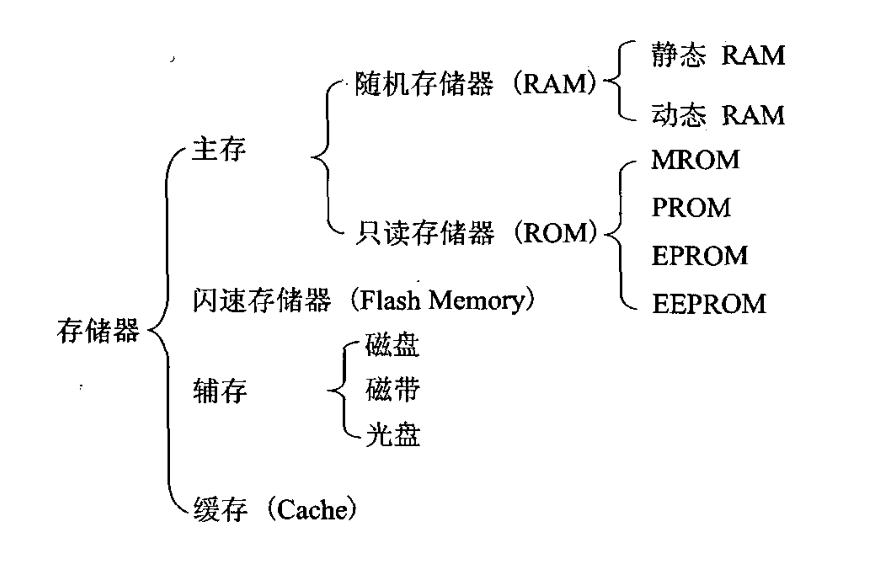 存储器
主存
随机存储器 (RAM)
静态 RAM
动态 RAM
只读存储器 (ROM)
MROM
PROM
EPROM
EEPROM
闪速存储器 (Flash Memory)
辅存
磁盘
磁带
光盘
缓存 (Cache)